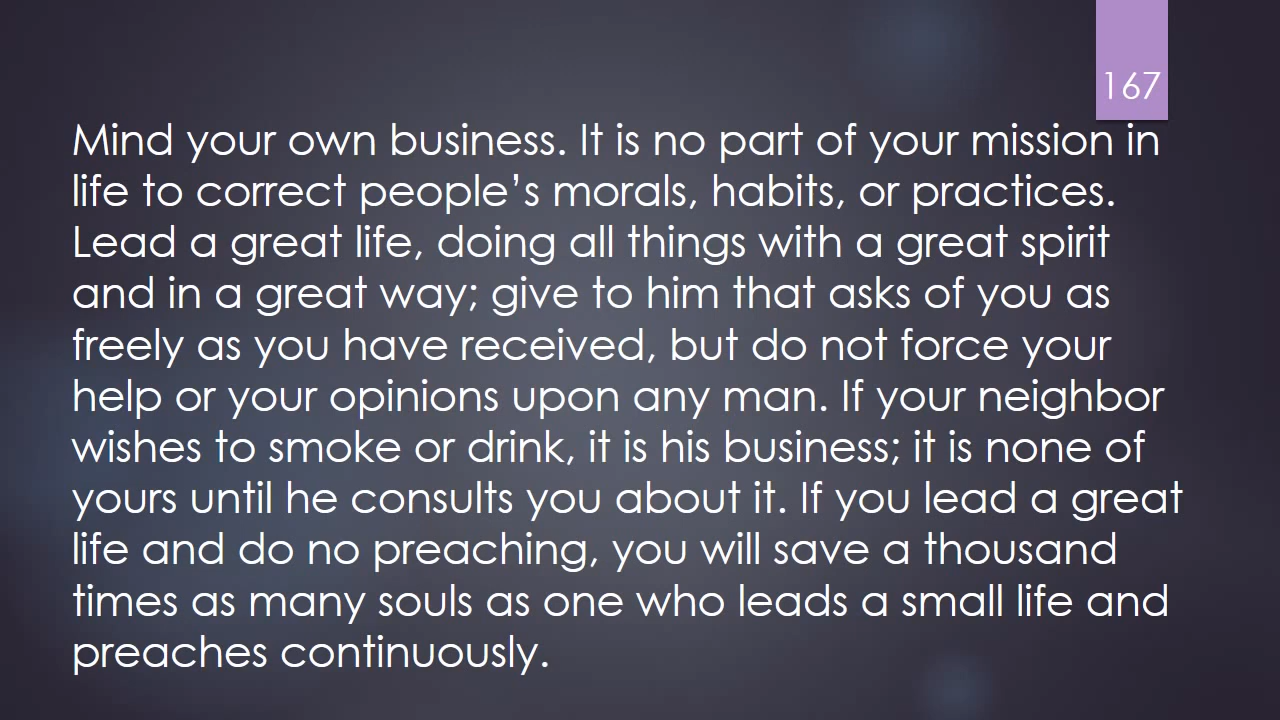 167
Mind your own business. It is no part of your mission in
life to correct people’s morals, habits, or practices.
Lead a great life, doing all things with a great spirit
and in a great way; give to him that asks of you as
freely as you have received, but do not force your
help or your opinions upon any man. If your neighbor
wishes to smoke or drink, it is his business; it is none of
yours until he consults you about it. If you lead a great
life and do no preaching, you will save a thousand
times as many souls as one who leads a small life and
preaches continuously.